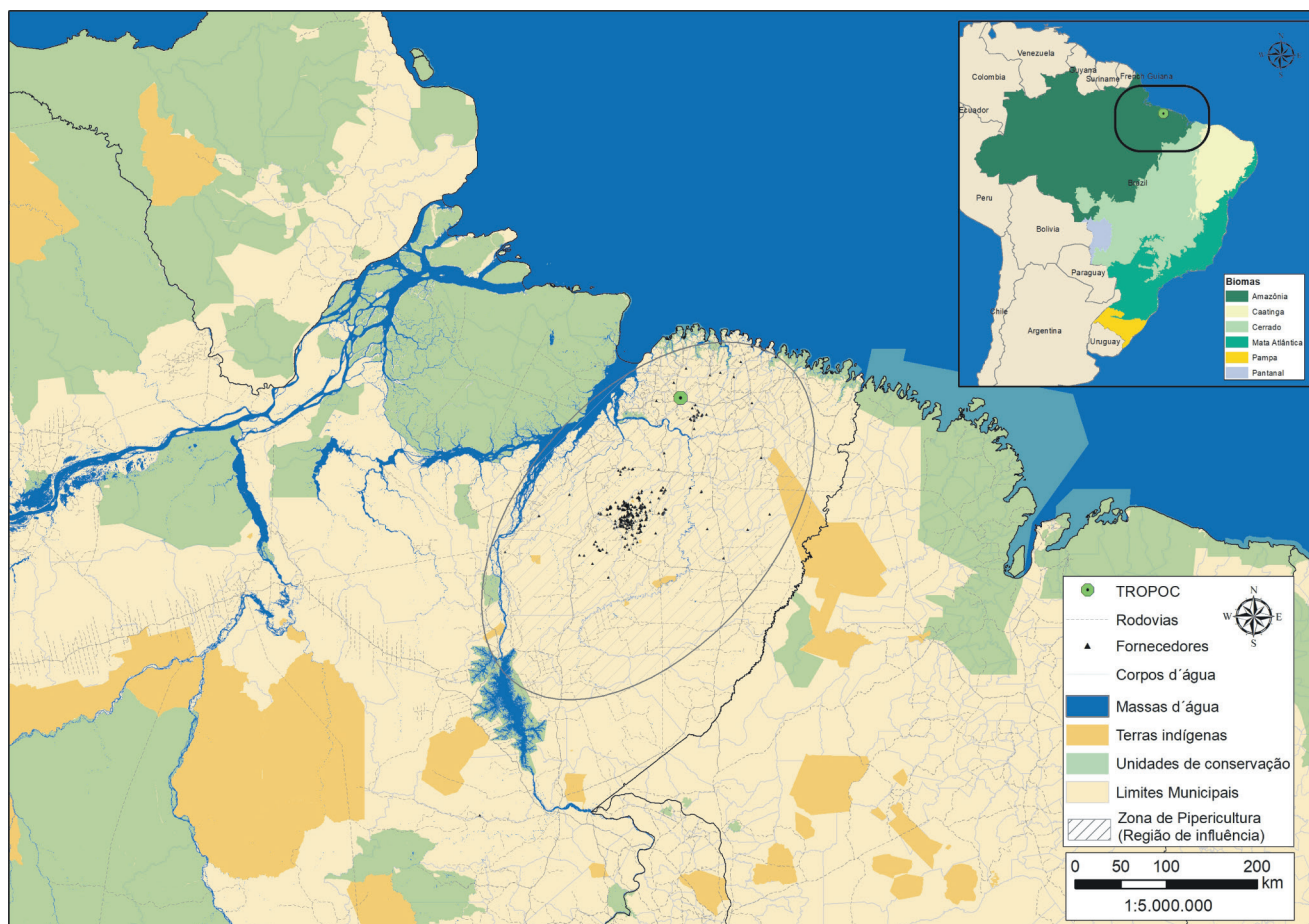 N
W E
S
Venezuela
Guyana
Suriname
French Guiana
Colombia
Ecuador
Brizil
Peru
Bolivia
Paraguay
Chile
Argentina
Uruguay
Biomas
Amazônia
Caatinga
Cerrado
Mata Atlântica
Pampa
Pantanal
TROPOC
N
W E
S
Rodovias
Fornecedores
Corpos d´água
Massas d´água
Terras indígenas
Unidades de conservação
Limites Municipais
Zona de Pipericultura
(Região de influência)
0 50 100 200
km
1:5.000.000